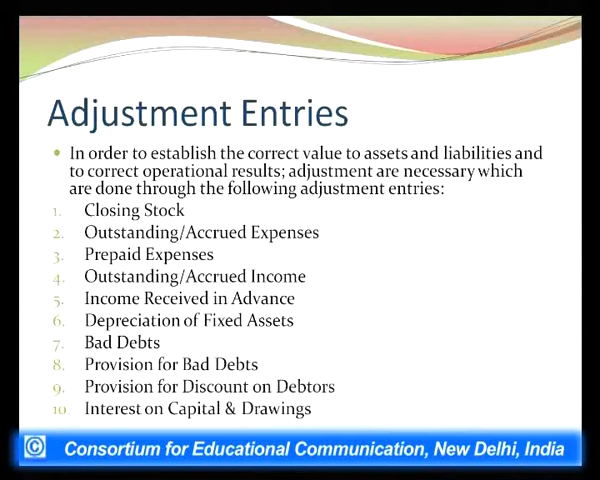 Adjustment Entries
• In order to establish the correct value to assets and liabilities and
to correct operational results; adjustment are necessary which
are done through the following adjustment entries:
1. Closing Stock
2. Outstanding/Accrued Expenses
3. Prepaid Expenses
4. Outstanding/Accrued Income
5. Income Received in Advance
6. Depreciation of Fixed Assets
7. Bad Debts
8. Provision for Bad Debts
9. Provision for Discount on Debtors
10. Interest on Capital & Drawings
© Consortium for Educational Communication, New Delhi, India